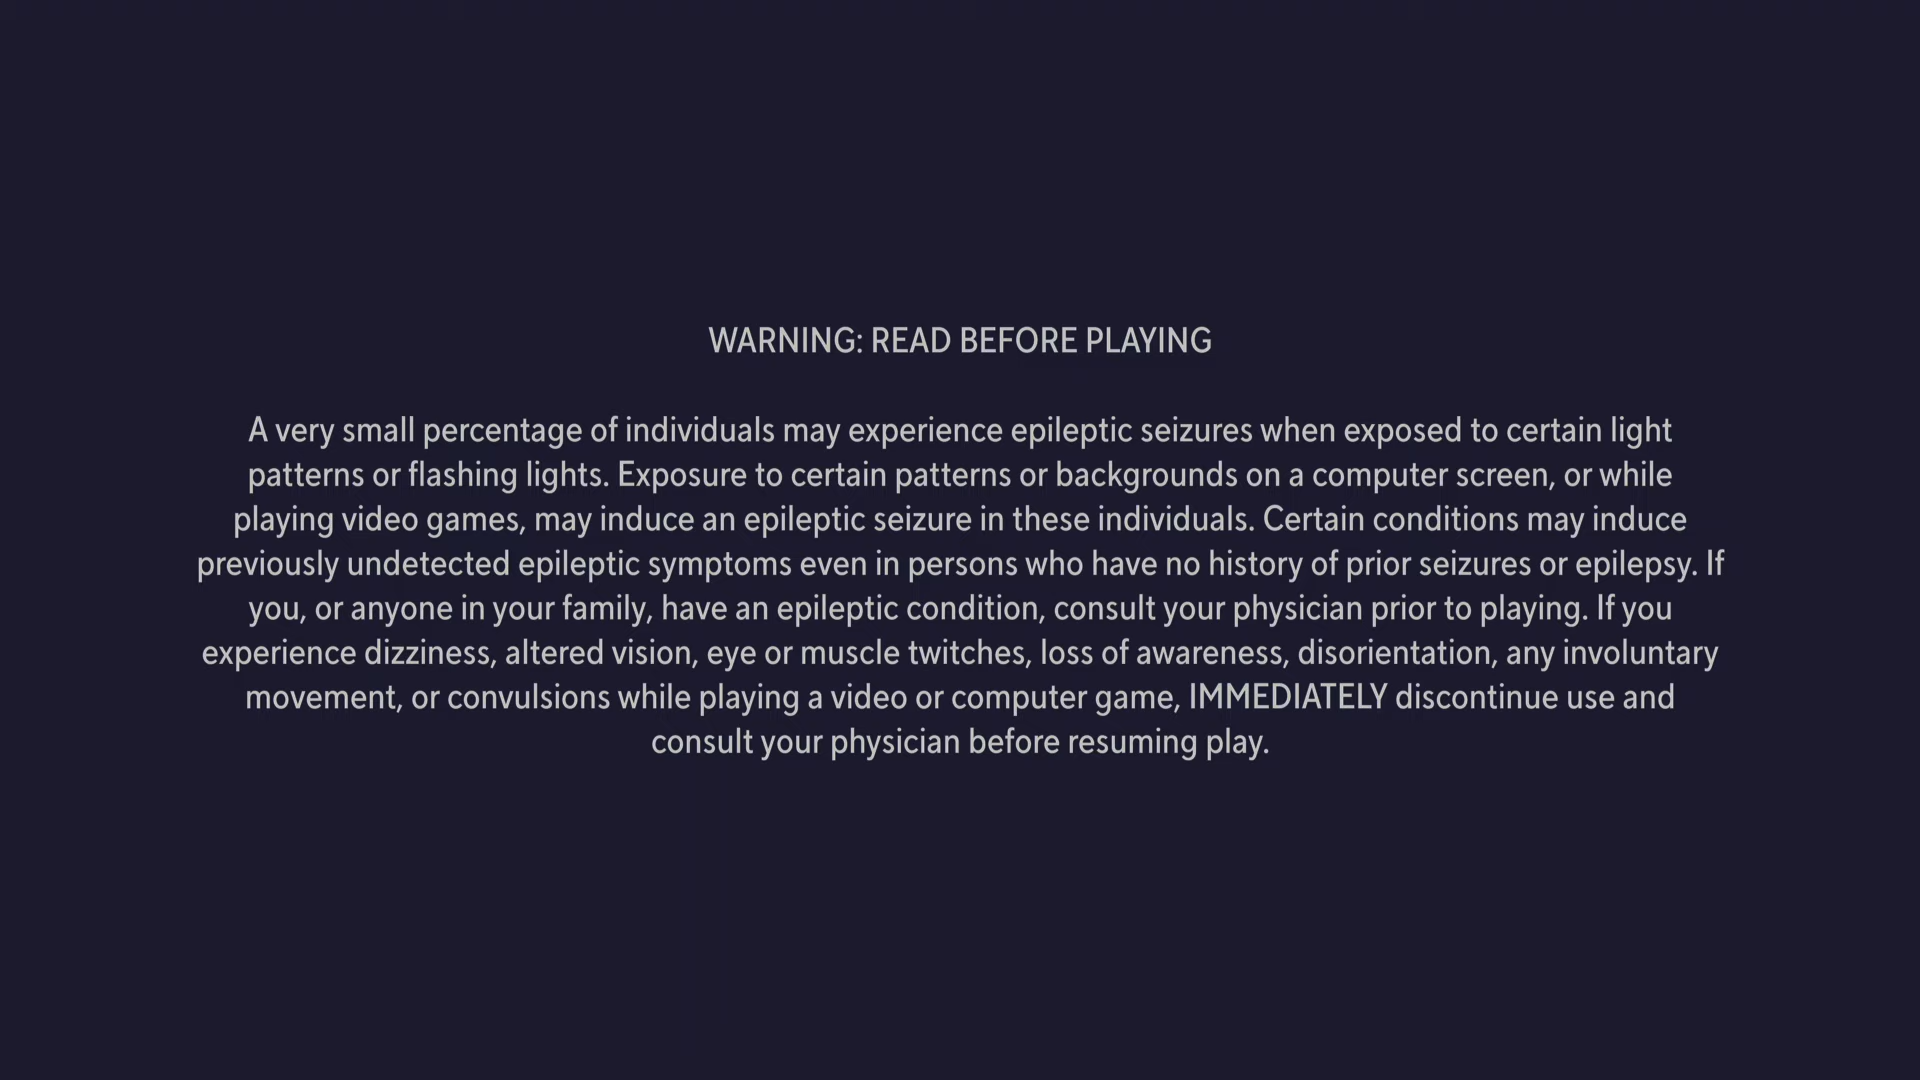 WARNING: READ BEFORE PLAYING
A very small percentage of individuals may experience epileptic seizures when exposed to certain light
patterns or flashing lights. Exposure to certain patterns or backgrounds on a computer screen, or while
playing video games, may induce an epileptic seizure in these individuals. Certain conditions may induce
previously undetected epileptic symptoms even in persons who have no history of prior seizures or epilepsy. If
you, or anyone in your family, have an epileptic condition, consult your physician prior to playing. If you
experience dizziness, altered vision, eye or muscle twitches, loss of awareness, disorientation, any involuntary
movement, or convulsions while playing a video or computer game, IMMEDIATELY discontinue use and
consult your physician before resuming play.